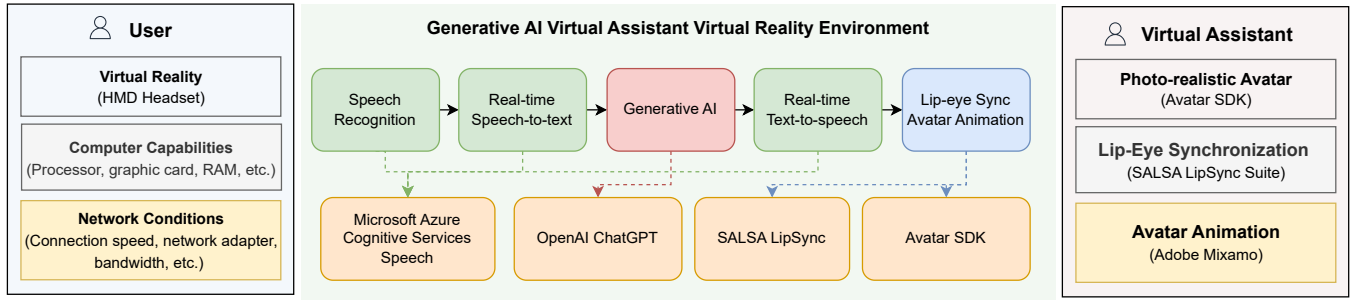 User
Virtual Reality
(HMD Headset)
Computer Capabilities
(Processor, graphic card, RAM, etc.)
Network Conditions
(Connection speed, network adapter,
bandwidth, etc.)
Generative AI Virtual Assistant Virtual Reality Environment
Speech
Recognition
Real-time
Speech-to-text
Generative AI
Real-time
Text-to-speech
Lip-eye Sync
Avatar Animation
Microsoft Azure
Cognitive Services
Speech
OpenAI ChatGPT
SALSA LipSync
Avatar SDK
Virtual Assistant
Photo-realistic Avatar
(Avatar SDK)
Lip-Eye Synchronization
(SALSA LipSync Suite)
Avatar Animation
(Adobe Mixamo)